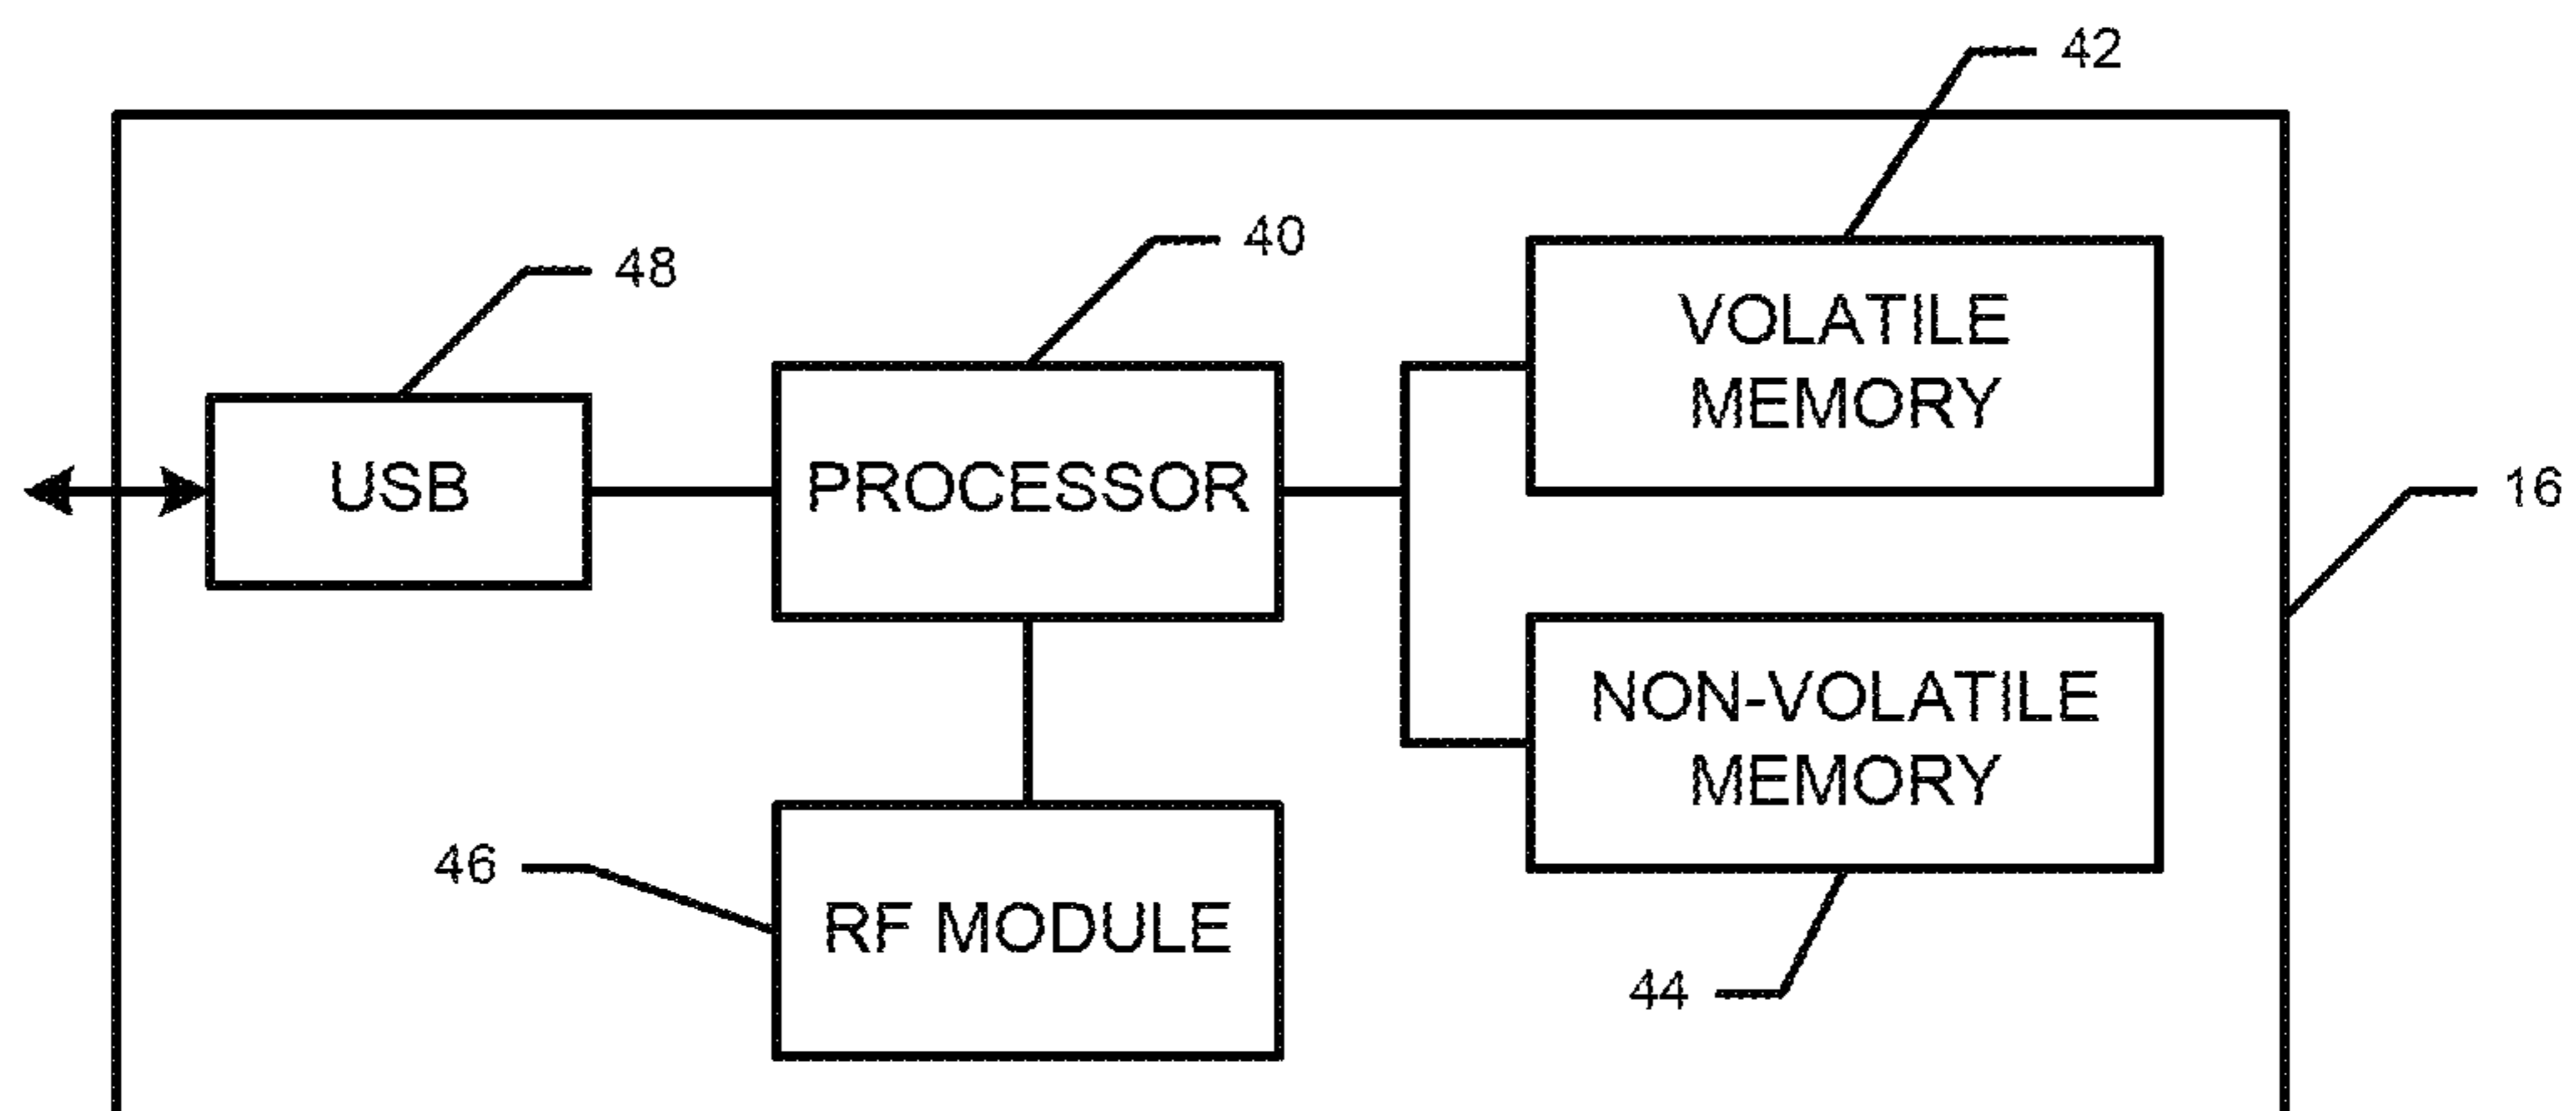 42
40
48
VOLATILE
MEMORY
USB
PROCESSOR
16
NON-VOLATILE
MEMORY
46
RF MODULE
44